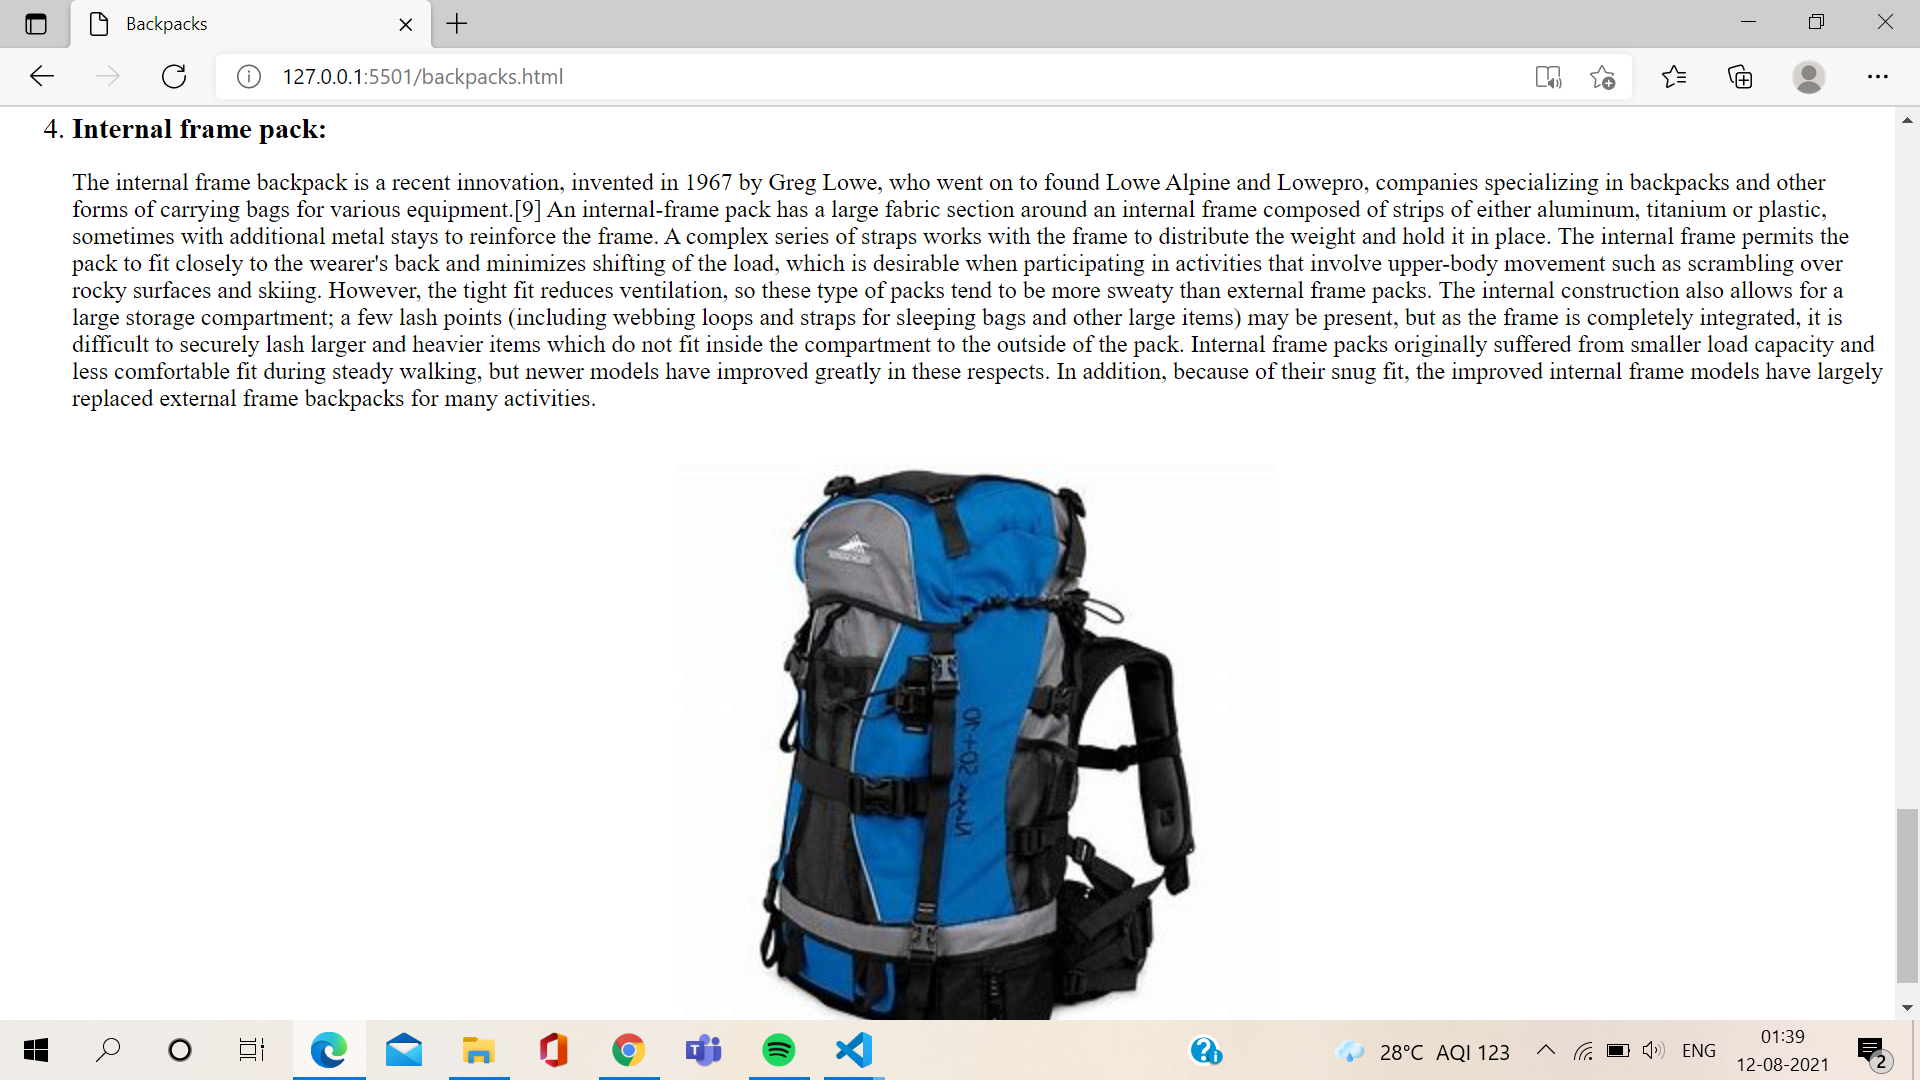 Backpacks
127.0.0.1:5501/backpacks.html
4. Internal frame pack:
The internal frame backpack is a recent innovation, invented in 1967 by Greg Lowe, who went on to found Lowe Alpine and Lowepro, companies specializing in backpacks and other
forms of carrying bags for various equipment.[9] An internal-frame pack has a large fabric section around an internal frame composed of strips of either aluminum, titanium or plastic,
sometimes with additional metal stays to reinforce the frame. A complex series of straps works with the frame to distribute the weight and hold it in place. The internal frame permits the
pack to fit closely to the wearer's back and minimizes shifting of the load, which is desirable when participating in activities that involve upper-body movement such as scrambling over
rocky surfaces and skiing. However, the tight fit reduces ventilation, so these type of packs tend to be more sweaty than external frame packs. The internal construction also allows for a
large storage compartment; a few lash points (including webbing loops and straps for sleeping bags and other large items) may be present, but as the frame is completely integrated, it is
difficult to securely lash larger and heavier items which do not fit inside the compartment to the outside of the pack. Internal frame packs originally suffered from smaller load capacity and
less comfortable fit during steady walking, but newer models have improved greatly in these respects. In addition, because of their snug fit, the improved internal frame models have largely
replaced external frame backpacks for many activities.
28°C AQI 123
ENG
01:39
12-08-2021
2